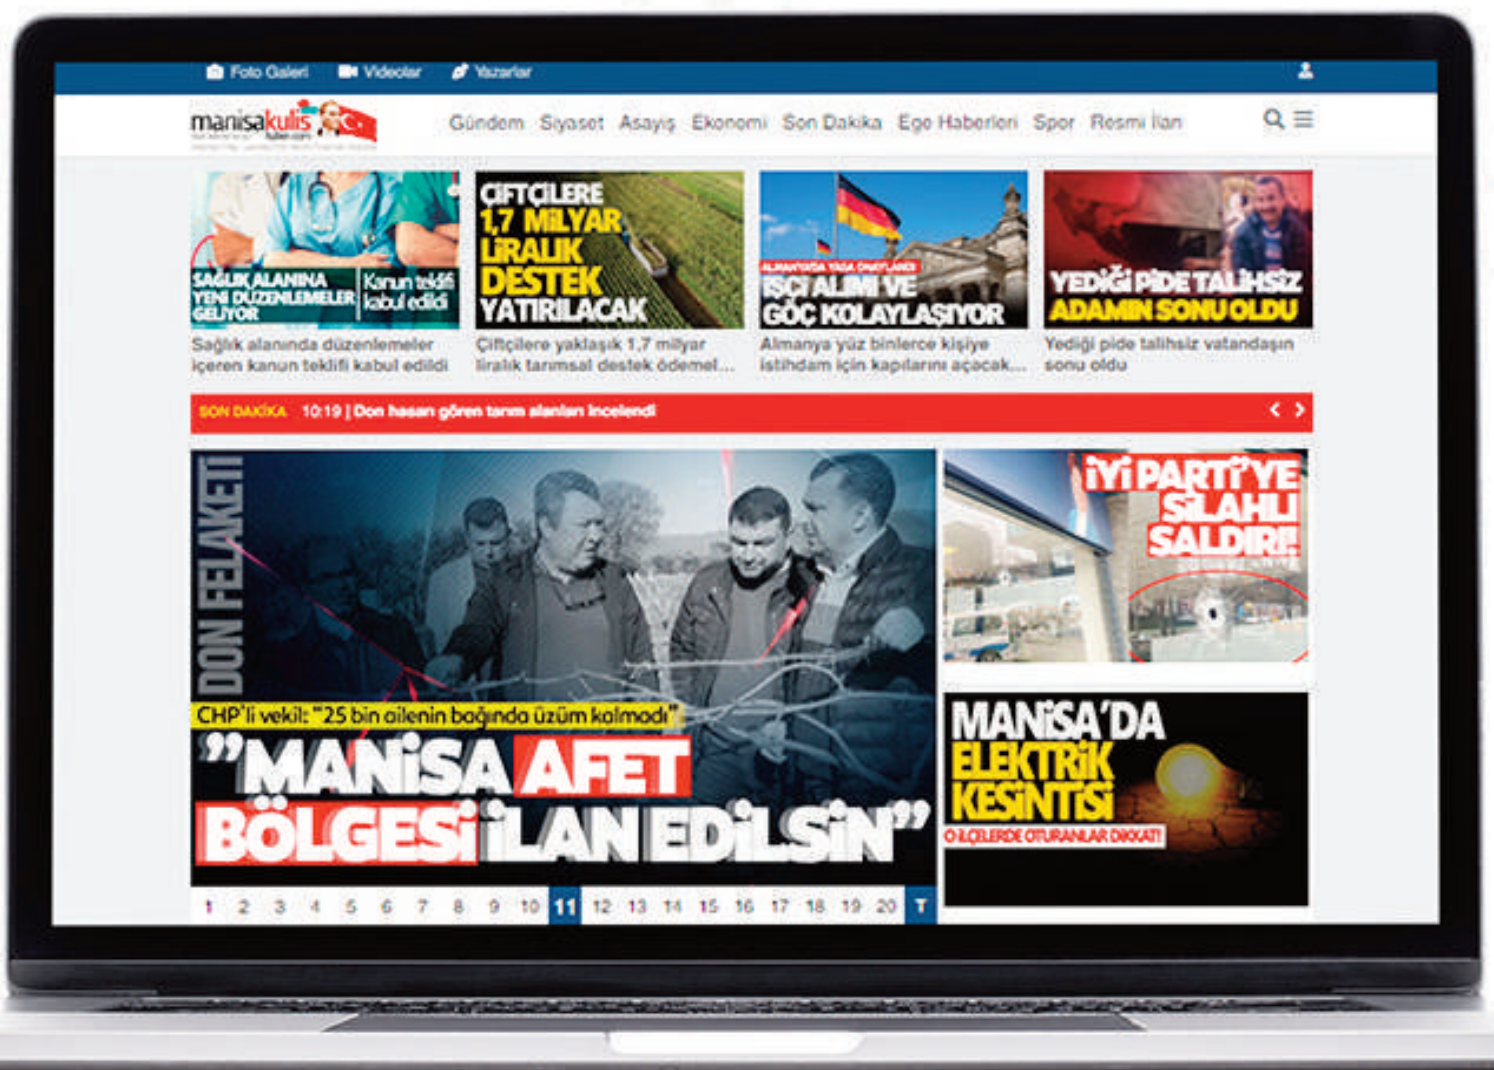 Foto Galeri Videolar Yazarlar
manisakulis
haber.com
Gündem Siyaset Asayiş Ekonomi Son Dakika Ege Haberleri Spor Resmi İlan
SAĞLIK ALANINA
YENİ DÜZENLEMELER
GELİYOR
Kanun teklifi
kabul edildi
Sağlık alanında düzenlemeler
içeren kanun teklifi kabul edildi
ÇİFTÇİLERE
1,7 MİLYAR
LİRALIK
DESTEK
YATIRILACAK
Çiftçilere yaklaşık 1,7 milyar
liralık tarımsal destek ödemel...
ALMANYA'DA YASA ONAYLANDI
İŞÇİ ALIMI VE
GÖÇ KOLAYLAŞIYOR
Almanya yüz binlerce kişiye
istihdam için kapılarını açacak...
YEDİĞİ PİDE TALİHSİZ
ADAMIN SONU OLDU
Yediği pide talihsiz vatandaşın
sonu oldu
SON DAKİKA 10:19 | Don hasarı gören tarım alanları incelendi
DON FELAKETİ
CHP'li vekil: "25 bin ailenin bağında üzüm kalmadı"
"MANİSA AFET
BÖLGESİ İLAN EDİLSİN"
1 2 3 4 5 6 7 8 9 10 11 12 13 14 15 16 17 18 19 20 T
İYİ PARTİ'YE
SİLAHLI
SALDIRI!
MANİSA'DA
ELEKTRİK
KESİNTİSİ
O İLÇELERDE OTURANLAR DİKKAT!